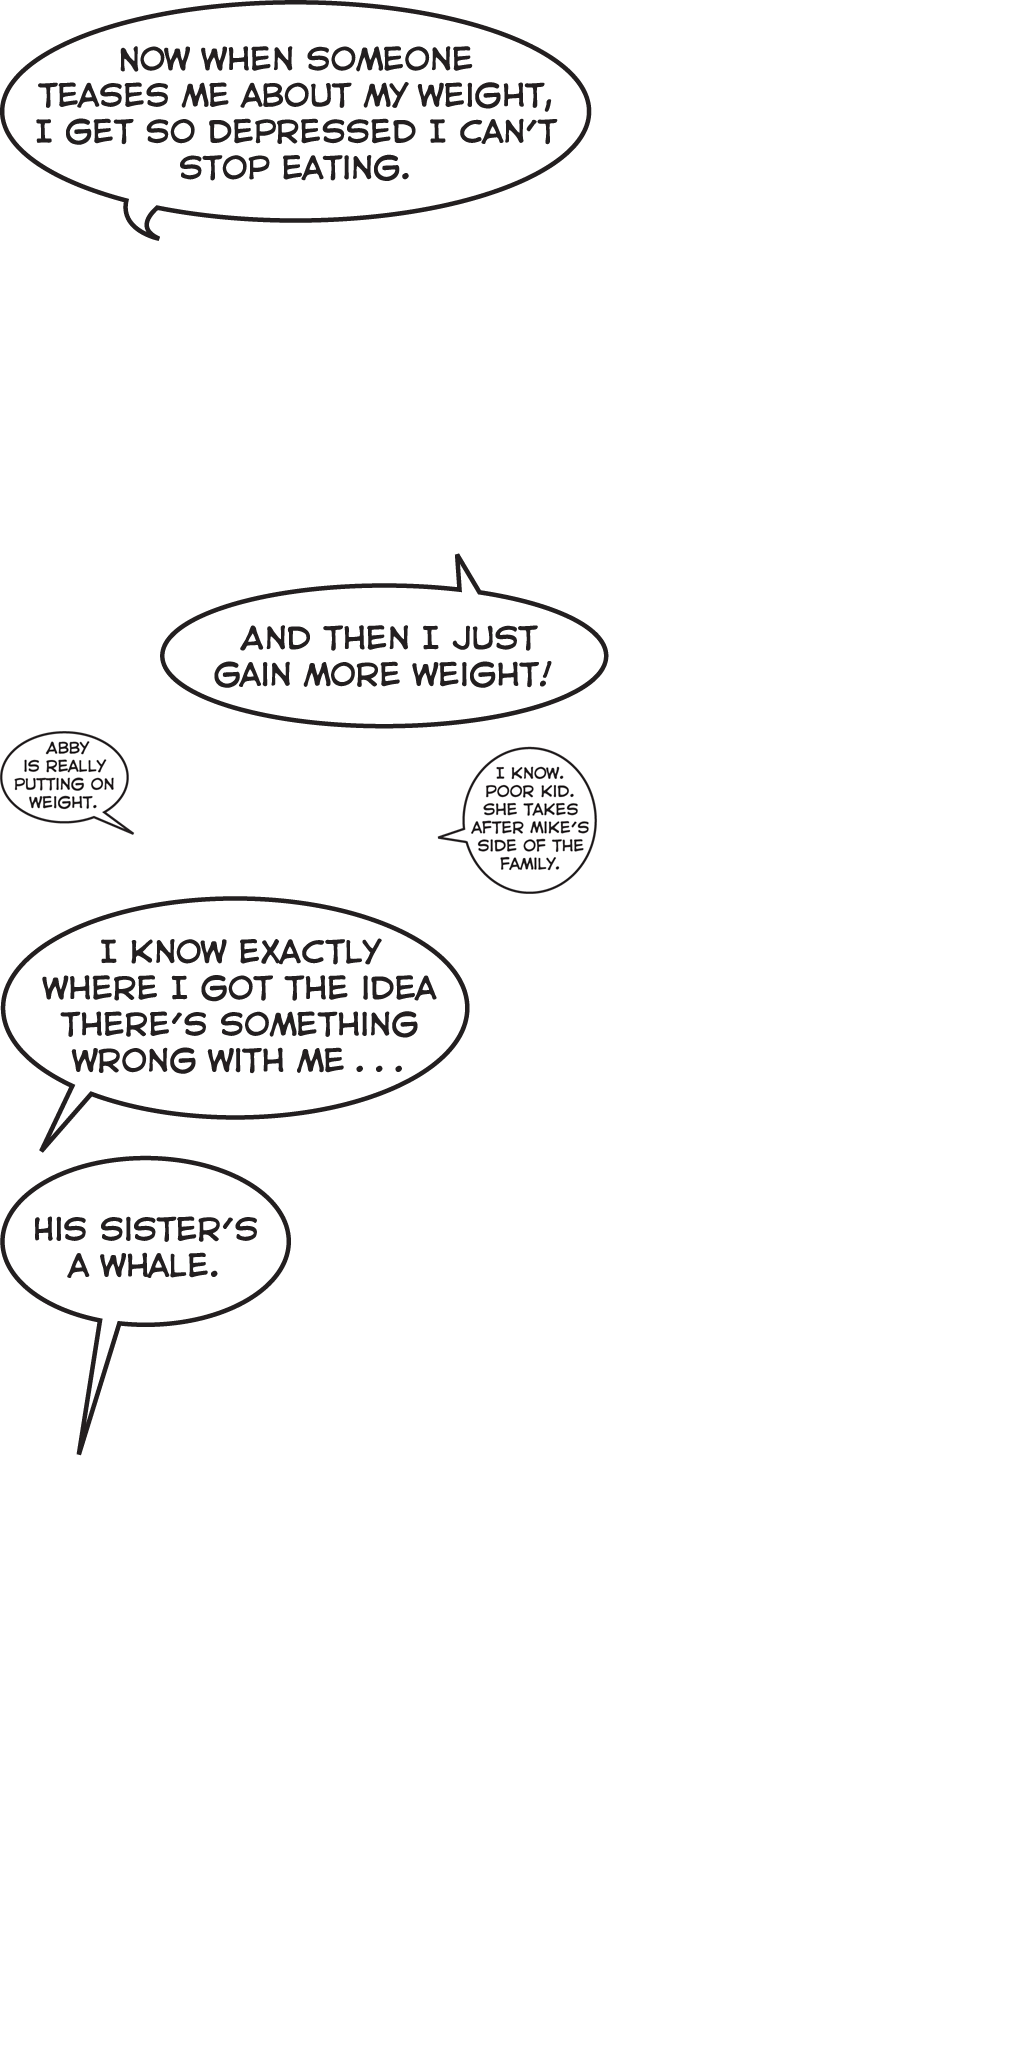 NOW WHEN SOMEONE
TEASES ME ABOUT MY WEIGHT,
I GET SO DEPRESSED I CAN'T
STOP EATING.
AND THEN I JUST
GAIN MORE WEIGHT!
ABBY
IS REALLY
PUTTING ON
WEIGHT.
I KNOW.
POOR KID.
SHE TAKES
AFTER MIKE'S
SIDE OF THE
FAMILY.
I KNOW EXACTLY
WHERE I GOT THE IDEA
THERE'S SOMETHING
WRONG WITH ME . . .
HIS SISTER'S
A WHALE.